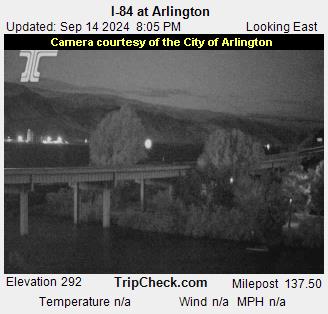 I-84 at Arlington
Updated: Sep 14 2024 8:05 PM Looking East
Camera courtesy of the City of Arlington
Elevation 292 TripCheck.com Milepost 137.50
Temperature n/a Wind n/a MPH n/a